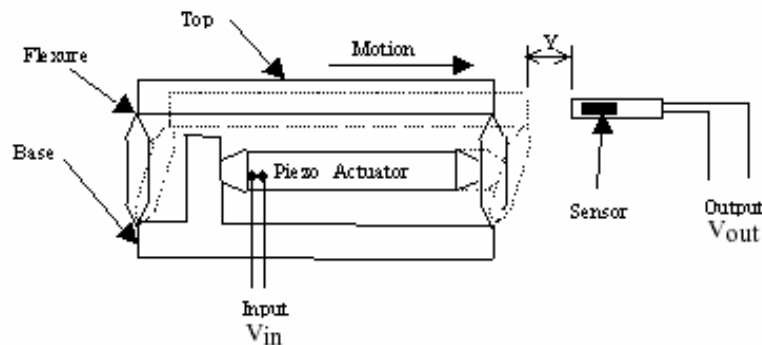 Top
Motion
Y
Flexure
Base
Piezo Actuator
Sensor
Output
Vout
Input
Vin